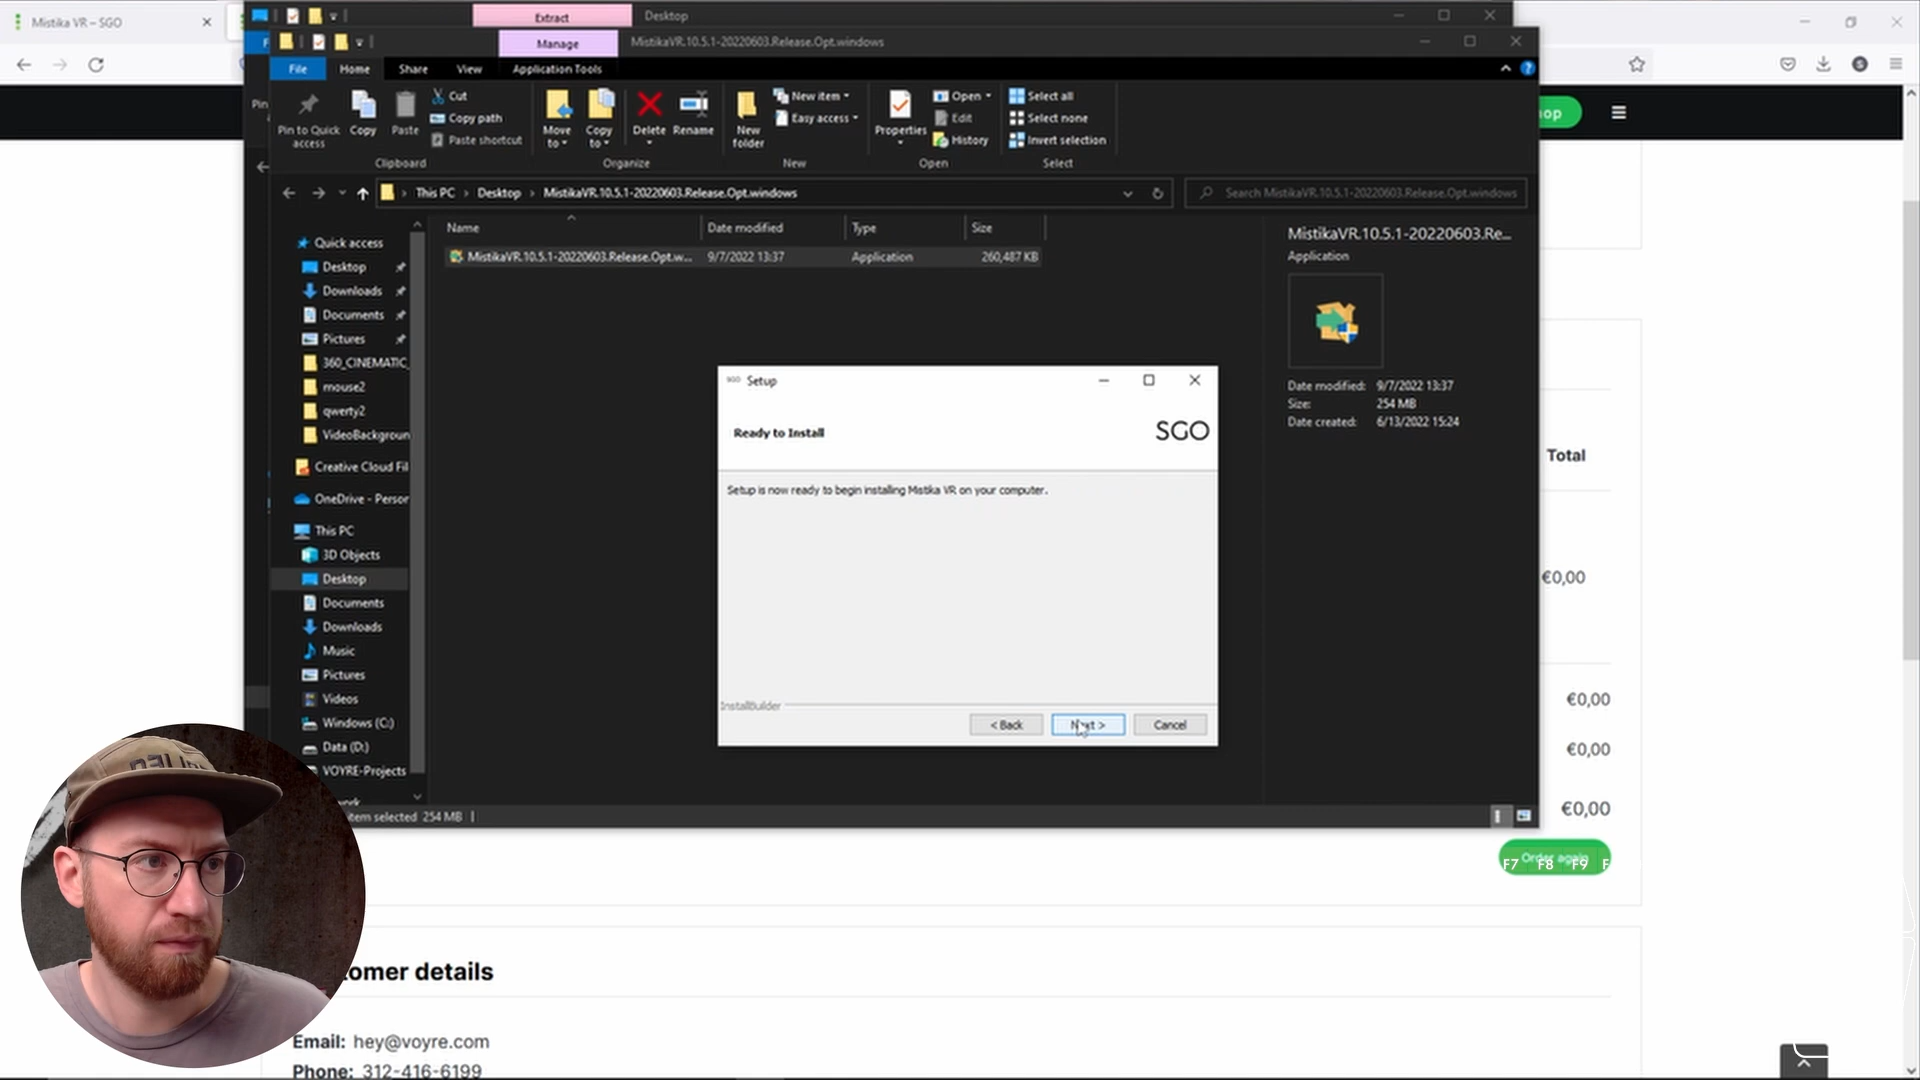 Mistika VR – SGO
Extract
Desktop
Manage
MistikaVR.10.5.1-20220603.Release.Opt.windows
File
Home
Share
View
Application Tools
Pin to Quick access
Copy
Paste
Cut
Copy path
Paste shortcut
Clipboard
Move to
Copy to
Delete
Rename
Organize
New folder
New item
Easy access
New
Properties
Open
Edit
History
Open
Select all
Select none
Invert selection
Select
This PC > Desktop > MistikaVR.10.5.1-20220603.Release.Opt.windows
Search MistikaVR.10.5.1-20220603.Release.Opt.windows
Name
Date modified
Type
Size
MistikaVR.10.5.1-20220603.Release.Opt.w...
9/7/2022 13:37
Application
260,487 KB
Quick access
Desktop
Downloads
Documents
Pictures
360_CINEMATIC_
mouse2
qwerty2
VideoBackgroun
Creative Cloud Fil
OneDrive - Person
This PC
3D Objects
Desktop
Documents
Downloads
Music
Pictures
Videos
Windows (C:)
Data (D:)
VOYRE-Projects
tem selected 254 MB
MistikaVR.10.5.1-20220603.Re...
Application
Date modified: 9/7/2022 13:37
Size: 254 MB
Date created: 6/13/2022 15:24
SGO Setup
Ready to Install
SGO
Setup is now ready to begin installing Mistika VR on your computer.
InstallBuilder
< Back
Next >
Cancel
Total
€0,00
€0,00
€0,00
€0,00
Order again
F7 F8 F9 F
omer details
Email: hey@voyre.com
Phone: 312-416-6199